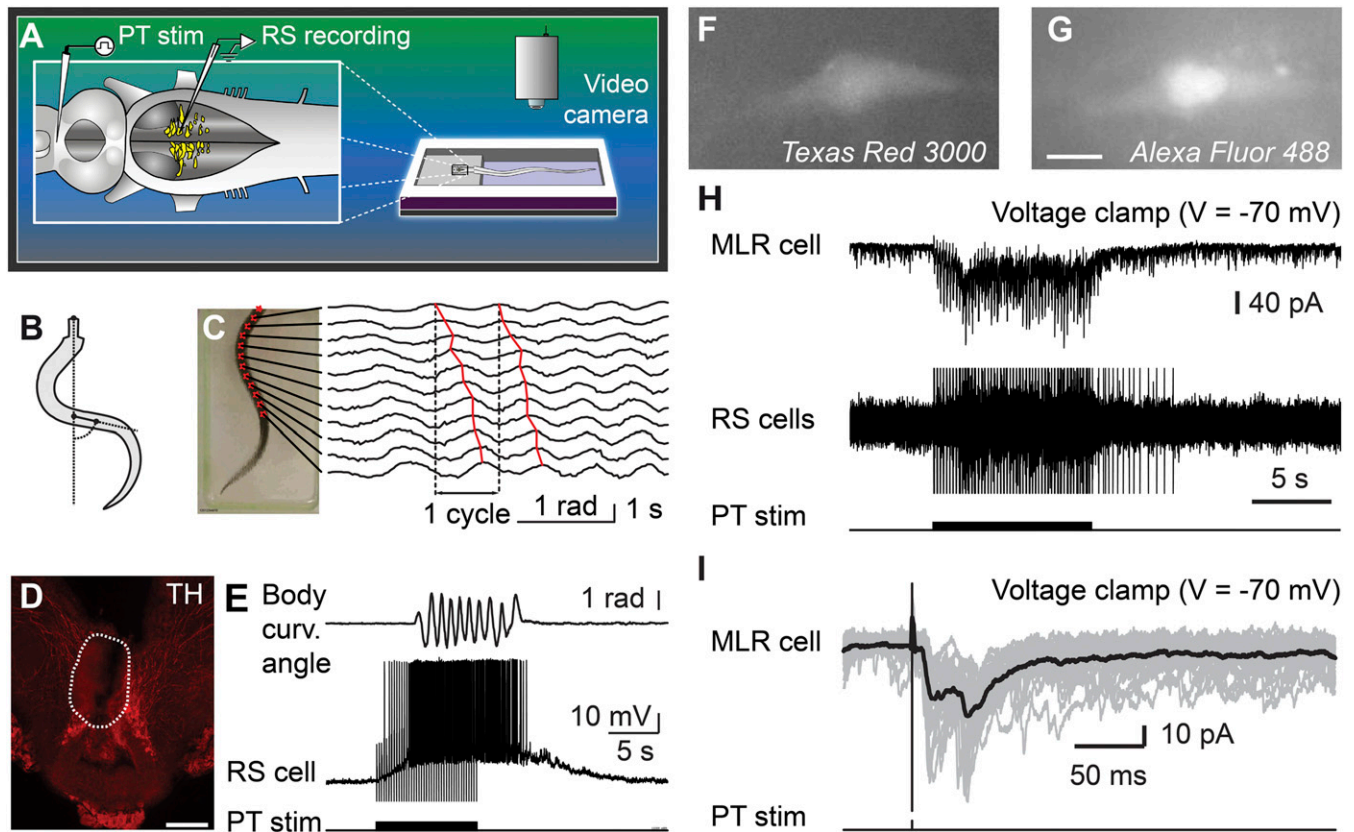 A
PT stim
RS recording
Video
camera
B
C
1 cycle
1 rad
1 s
D
TH
E
Body
curv.
angle
1 rad
10 mV
5 s
RS cell
PT stim
F
Texas Red 3000
G
Alexa Fluor 488
H
Voltage clamp (V = -70 mV)
MLR cell
40 pA
RS cells
5 s
PT stim
I
Voltage clamp (V = -70 mV)
MLR cell
10 pA
50 ms
PT stim